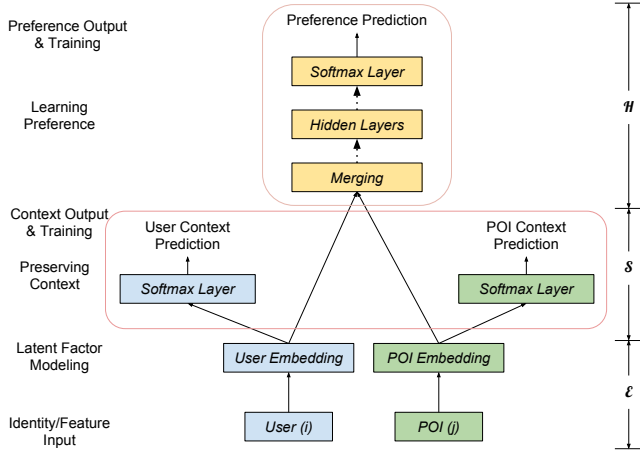 Preference Output
& Training
Preference Prediction
Softmax Layer
Learning
Preference
Hidden Layers
Merging
ℋ
Context Output
& Training
User Context
Prediction
POI Context
Prediction
Preserving
Context
Softmax Layer
Softmax Layer
𝒮
Latent Factor
Modeling
User Embedding
POI Embedding
ℰ
Identity/Feature
Input
User (i)
POI (j)